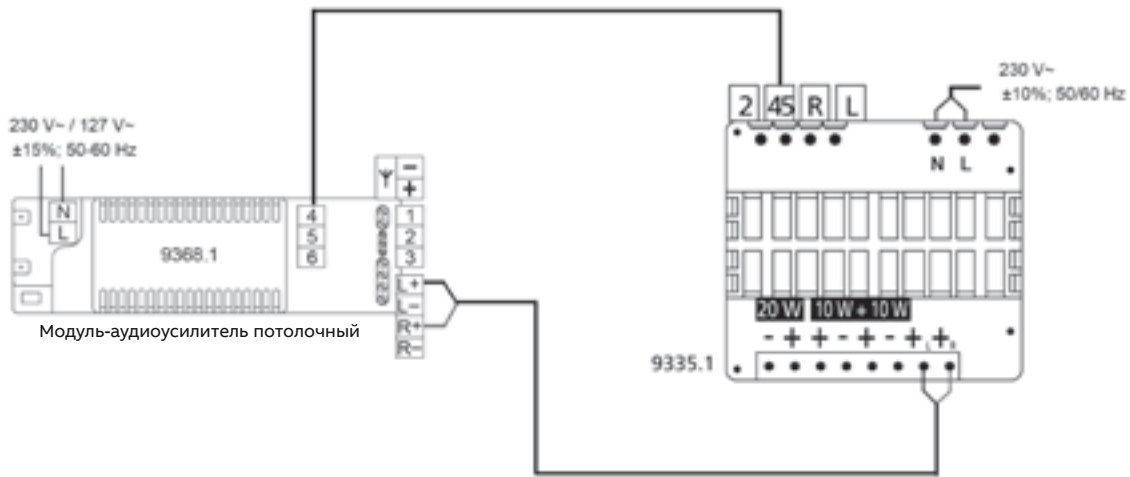 230 V~
±10%; 50/60 Hz
2 45 R L
N L
230 V~ / 127 V~
±15%; 50-60 Hz
N
L
9368.1
4
5
6
−
+
1
2
3
L+
L−
R+
R−
Модуль-аудиоусилитель потолочный
20 W 10 W + 10 W
- + + - + - + +
L R
9335.1